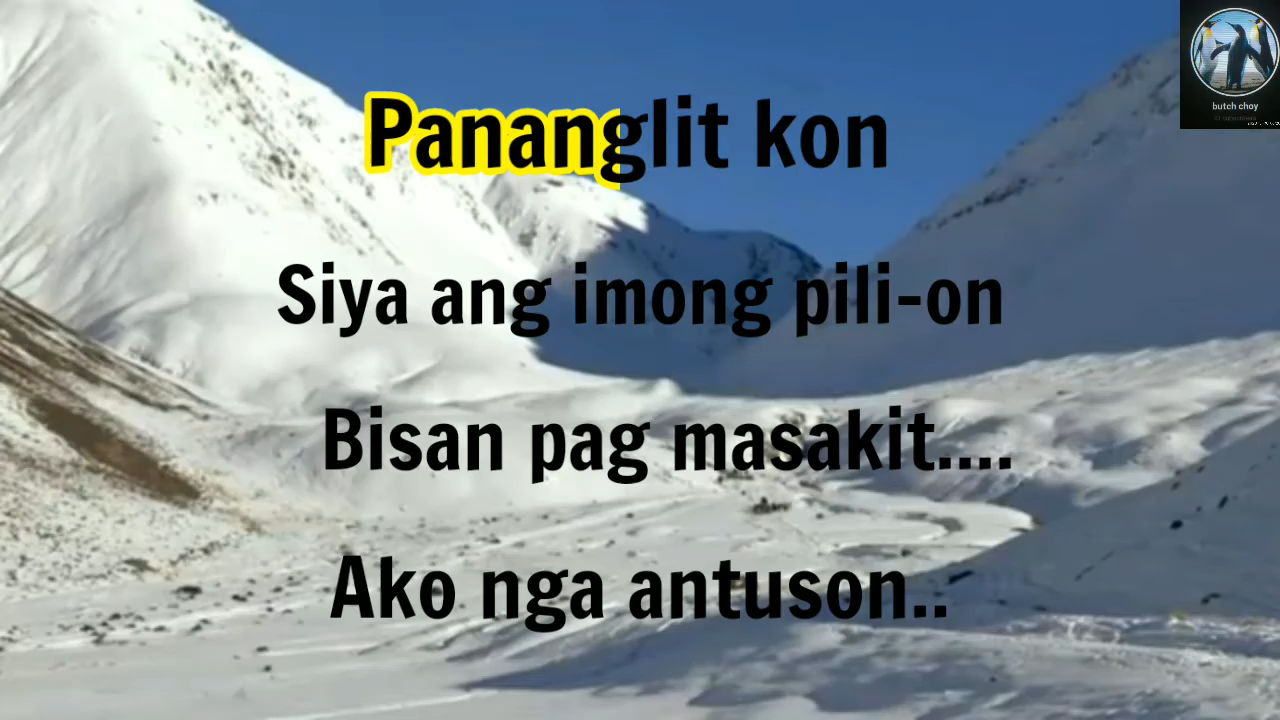 Pananglit kon
Siya ang imong pili-on
Bisan pag masakit....
Ako nga antuson..
butch choy